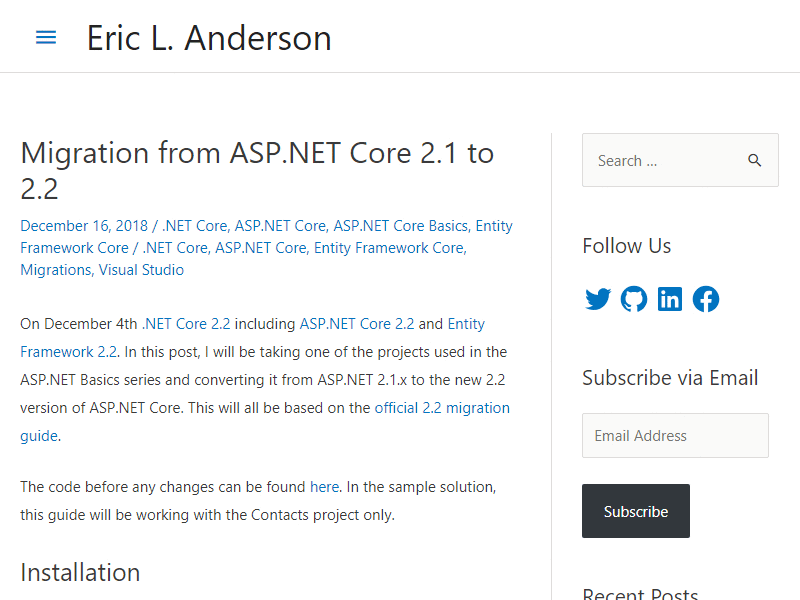 Eric L. Anderson
Migration from ASP.NET Core 2.1 to
2.2
December 16, 2018 / .NET Core, ASP.NET Core, ASP.NET Core Basics, Entity
Framework Core / .NET Core, ASP.NET Core, Entity Framework Core,
Migrations, Visual Studio
On December 4th .NET Core 2.2 including ASP.NET Core 2.2 and Entity
Framework 2.2. In this post, I will be taking one of the projects used in the
ASP.NET Basics series and converting it from ASP.NET 2.1.x to the new 2.2
version of ASP.NET Core. This will all be based on the official 2.2 migration
guide.
The code before any changes can be found here. In the sample solution,
this guide will be working with the Contacts project only.
Installation
Search ...
Follow Us
Subscribe via Email
Email Address
Subscribe
Recent Posts